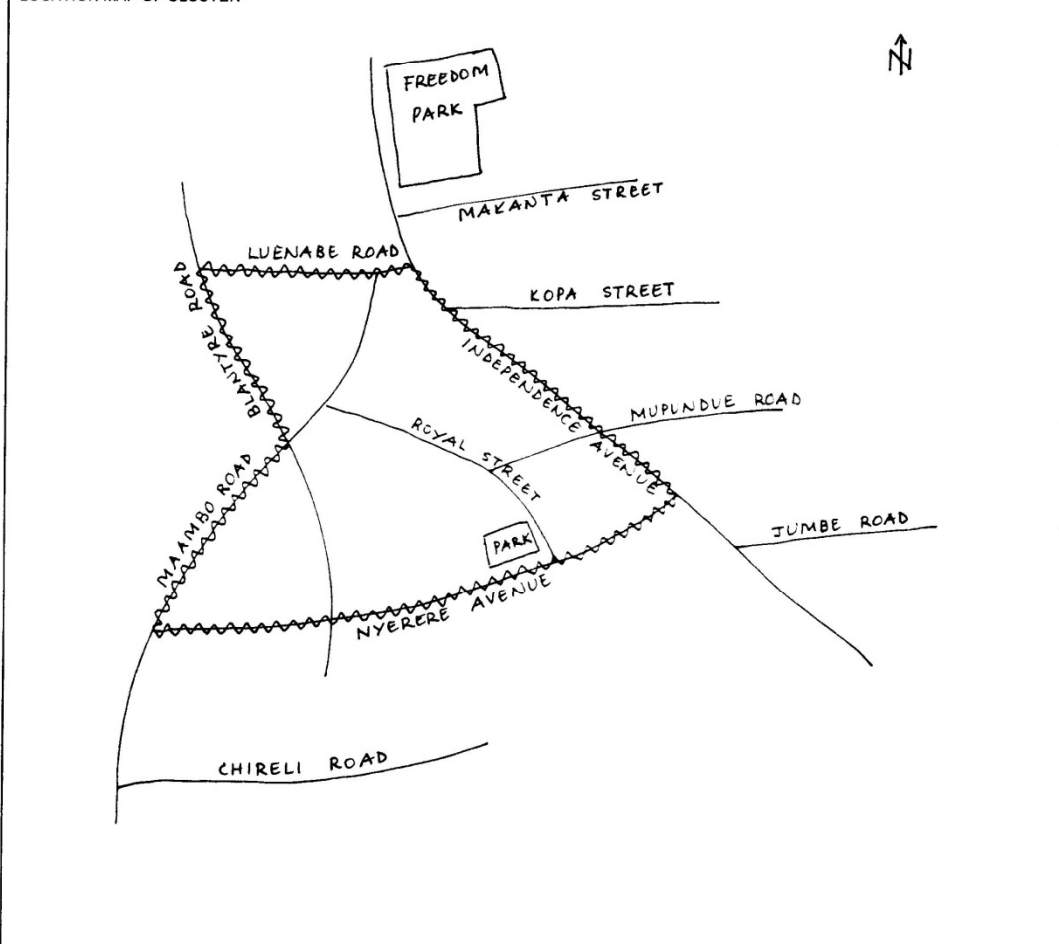 N
FREEDOM
PARK
MAKANTA STREET
LUENABE ROAD
KOPA STREET
BLANTYRE ROAD
INDEPENDENCE AVENUE
MUPUNDUE ROAD
ROYAL STREET
MAAMBO ROAD
JUMBE ROAD
PARK
NYERERE AVENUE
CHIRELI ROAD